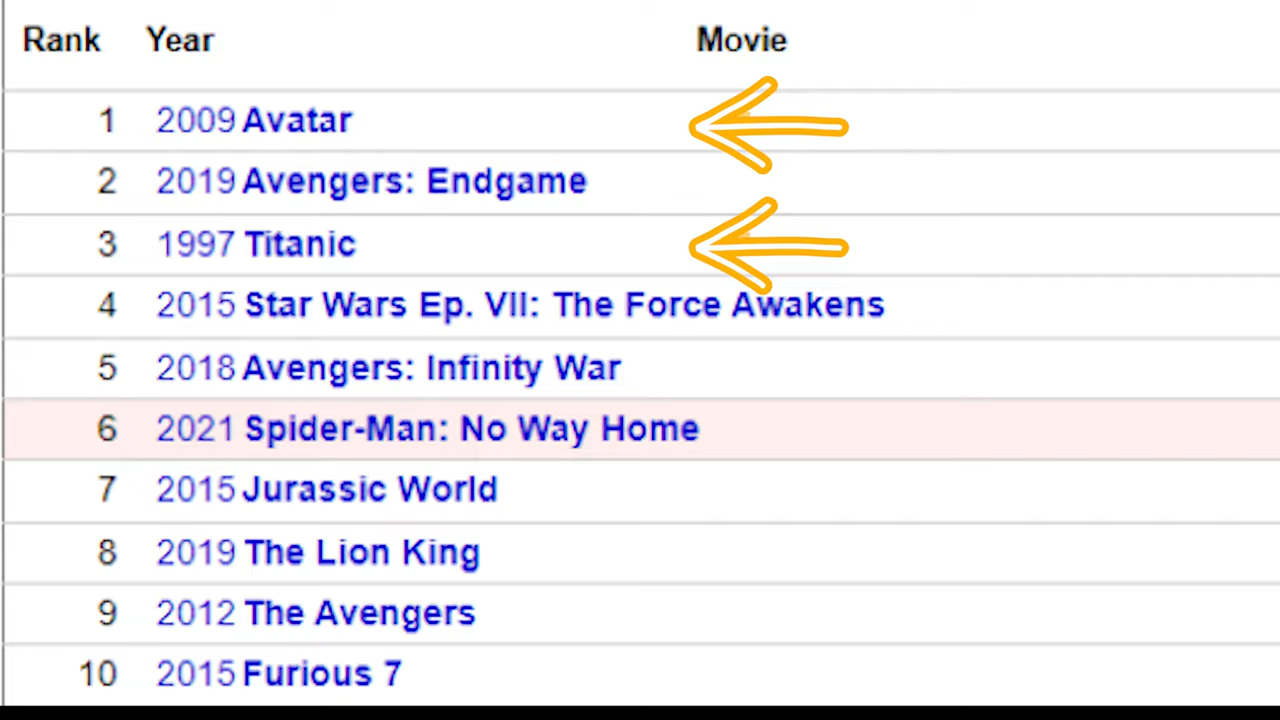 Rank Year Movie
1 2009 Avatar
2 2019 Avengers: Endgame
3 1997 Titanic
4 2015 Star Wars Ep. VII: The Force Awakens
5 2018 Avengers: Infinity War
6 2021 Spider-Man: No Way Home
7 2015 Jurassic World
8 2019 The Lion King
9 2012 The Avengers
10 2015 Furious 7